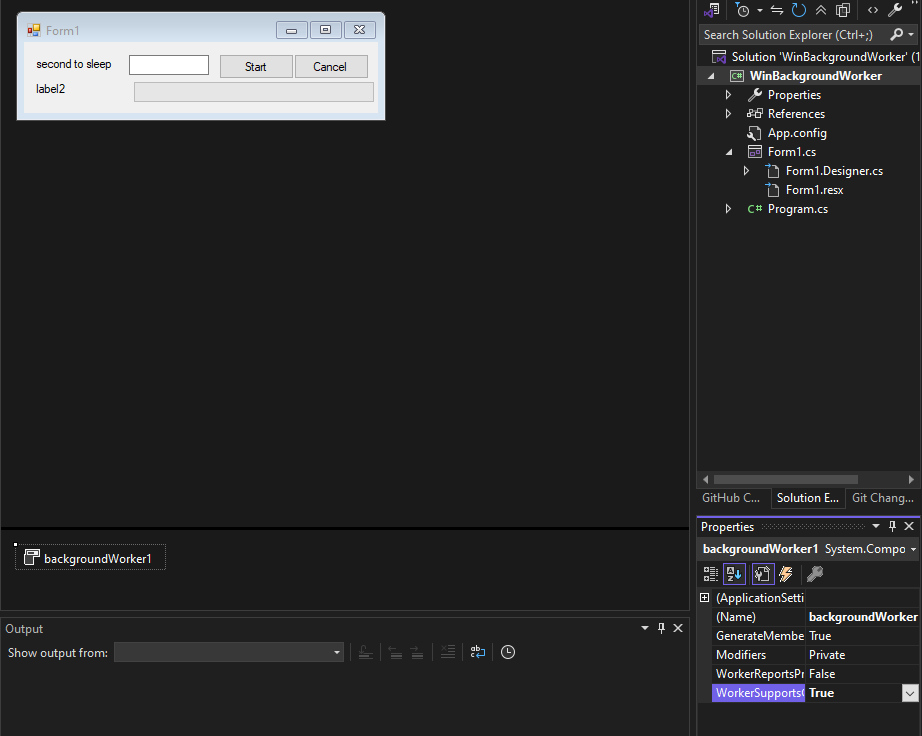 Form1
second to sleep
Start
Cancel
label2
backgroundWorker1
Output
Show output from:
Search Solution Explorer (Ctrl+;)
Solution 'WinBackgroundWorker' (1
C# WinBackgroundWorker
Properties
References
App.config
Form1.cs
Form1.Designer.cs
Form1.resx
C# Program.cs
GitHub C...
Solution E...
Git Chang...
Properties
backgroundWorker1 System.Compo
(ApplicationSetti
(Name) backgroundWorker
GenerateMembe True
Modifiers Private
WorkerReportsPr False
WorkerSupportsC True